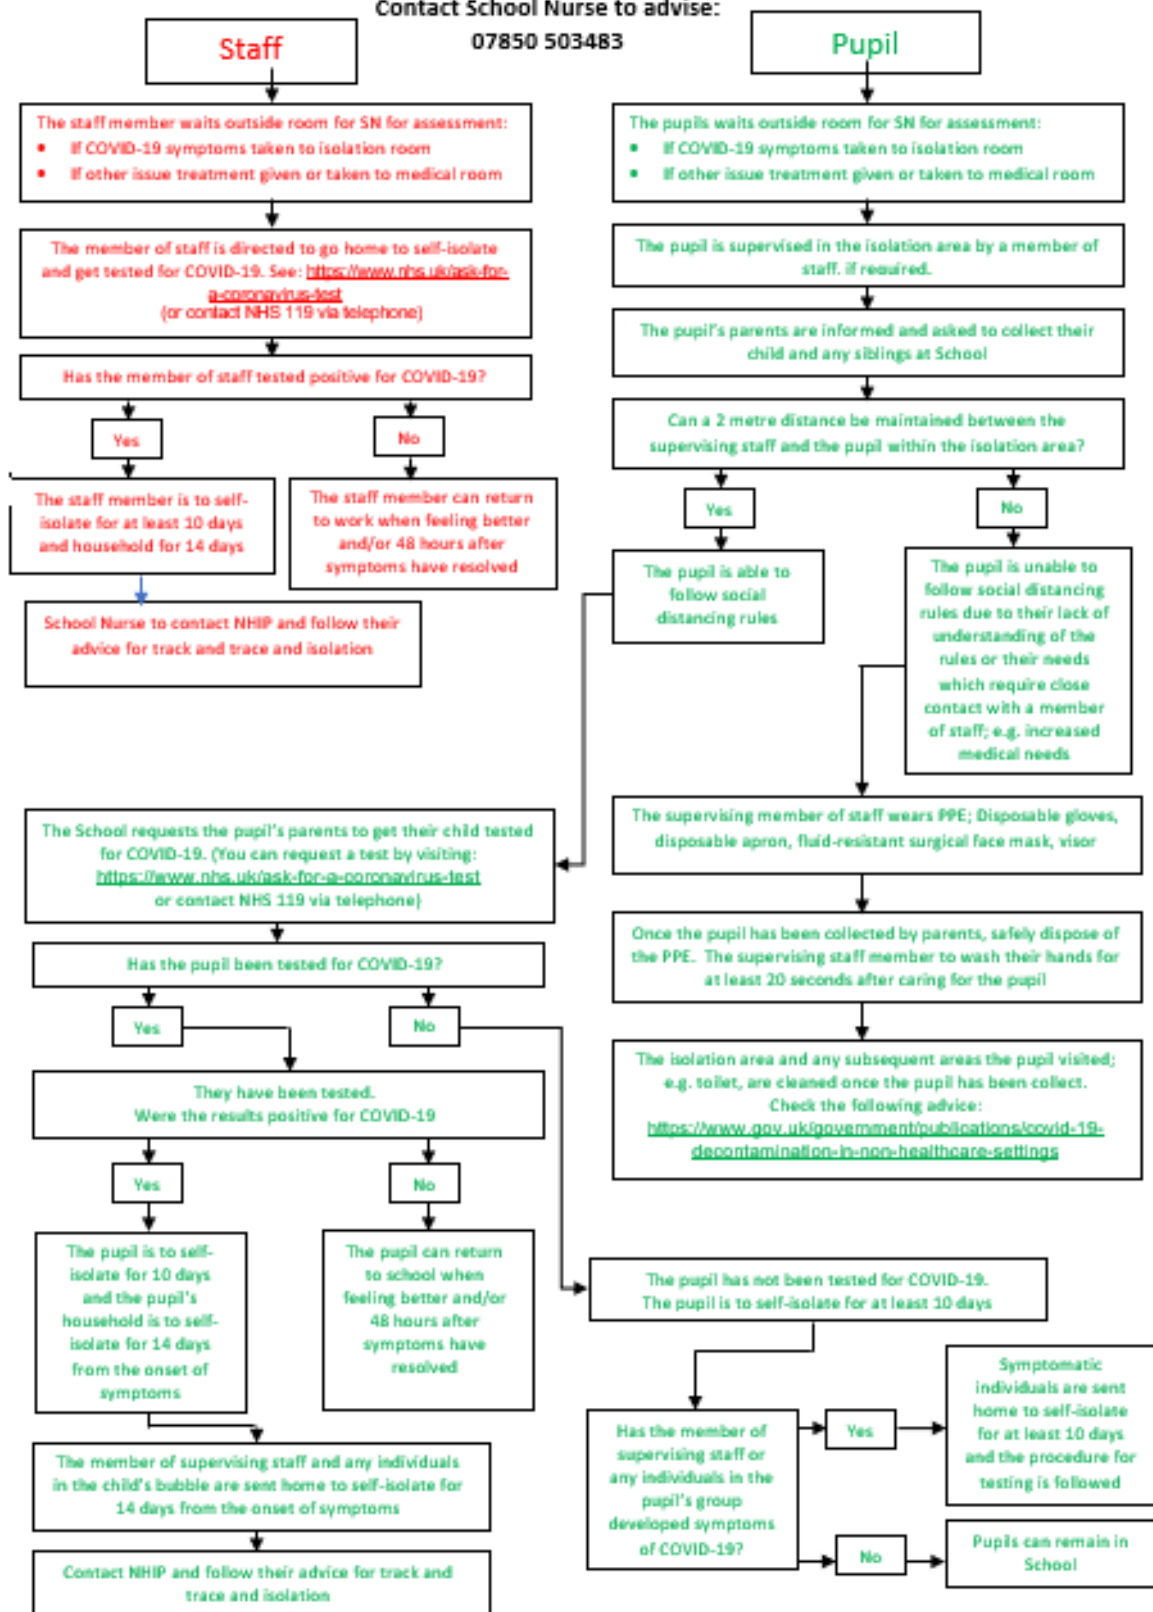 Contact School Nurse to advise:
07850 503483
Staff
The staff member waits outside room for SN for assessment:
• If COVID-19 symptoms taken to isolation room
• If other issue treatment given or taken to medical room
The member of staff is directed to go home to self-isolate
and get tested for COVID-19. See: https://www.nhs.uk/ask-for-
a-coronavirus-test
(or contact NHS 119 via telephone)
Has the member of staff tested positive for COVID-19?
Yes
No
The staff member is to self-
isolate for at least 10 days
and household for 14 days
The staff member can return
to work when feeling better
and/or 48 hours after
symptoms have resolved
School Nurse to contact NHIP and follow their
advice for track and trace and isolation
Pupil
The pupils waits outside room for SN for assessment:
• If COVID-19 symptoms taken to isolation room
• If other issue treatment given or taken to medical room
The pupil is supervised in the isolation area by a member of
staff. if required.
The pupil's parents are informed and asked to collect their
child and any siblings at School
Can a 2 metre distance be maintained between the
supervising staff and the pupil within the isolation area?
Yes
No
The pupil is able to
follow social
distancing rules
The pupil is unable to
follow social distancing
rules due to their lack of
understanding of the
rules or their needs
which require close
contact with a member
of staff; e.g. increased
medical needs
The supervising member of staff wears PPE; Disposable gloves,
disposable apron, fluid-resistant surgical face mask, visor
Once the pupil has been collected by parents, safely dispose of
the PPE. The supervising staff member to wash their hands for
at least 20 seconds after caring for the pupil
The isolation area and any subsequent areas the pupil visited;
e.g. toilet, are cleaned once the pupil has been collect.
Check the following advice:
https://www.gov.uk/government/publications/covid-19-
decontamination-in-non-healthcare-settings
The School requests the pupil's parents to get their child tested
for COVID-19. (You can request a test by visiting:
https://www.nhs.uk/ask-for-a-coronavirus-test
or contact NHS 119 via telephone)
Has the pupil been tested for COVID-19?
Yes
No
They have been tested.
Were the results positive for COVID-19
Yes
No
The pupil is to self-
isolate for 10 days
and the pupil's
household is to self-
isolate for 14 days
from the onset of
symptoms
The pupil can return
to school when
feeling better and/or
48 hours after
symptoms have
resolved
The member of supervising staff and any individuals
in the child's bubble are sent home to self-isolate for
14 days from the onset of symptoms
Contact NHIP and follow their advice for track and
trace and isolation
The pupil has not been tested for COVID-19.
The pupil is to self-isolate for at least 10 days
Has the member of
supervising staff or
any individuals in the
pupil's group
developed symptoms
of COVID-19?
Yes
Symptomatic
individuals are sent
home to self-isolate
for at least 10 days
and the procedure for
testing is followed
No
Pupils can remain in
School